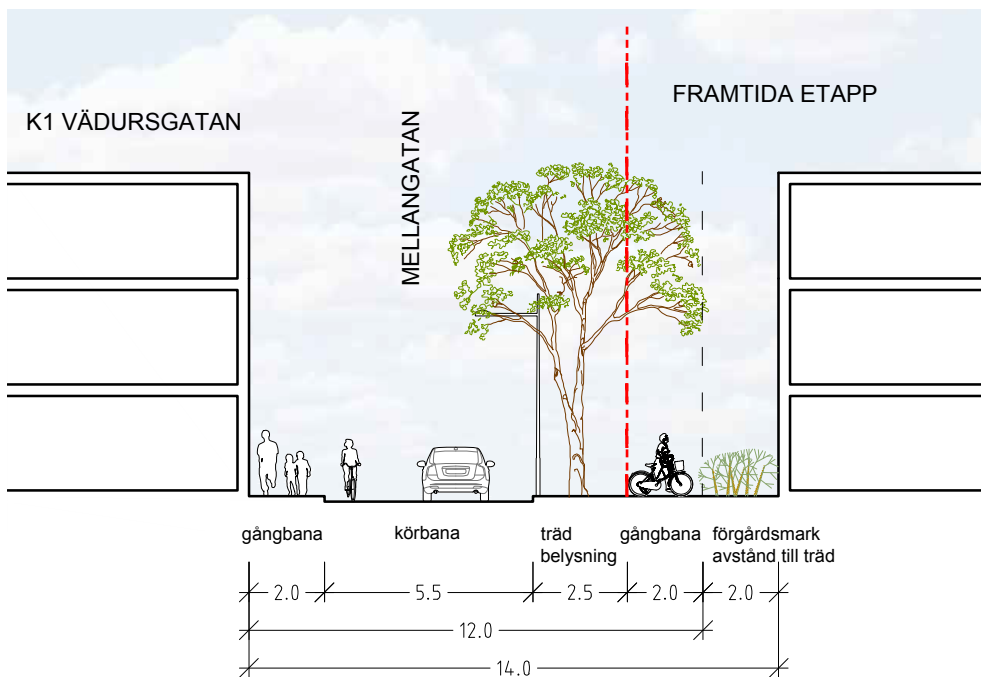 FRAMTIDA ETAPP
K1 VÄDURSGATAN
MELLANGATAN
gångbana
körbana
träd
belysning
gångbana
förgårdsmark
avstånd till träd
2.0
5.5
2.5
2.0
2.0
12.0
14.0